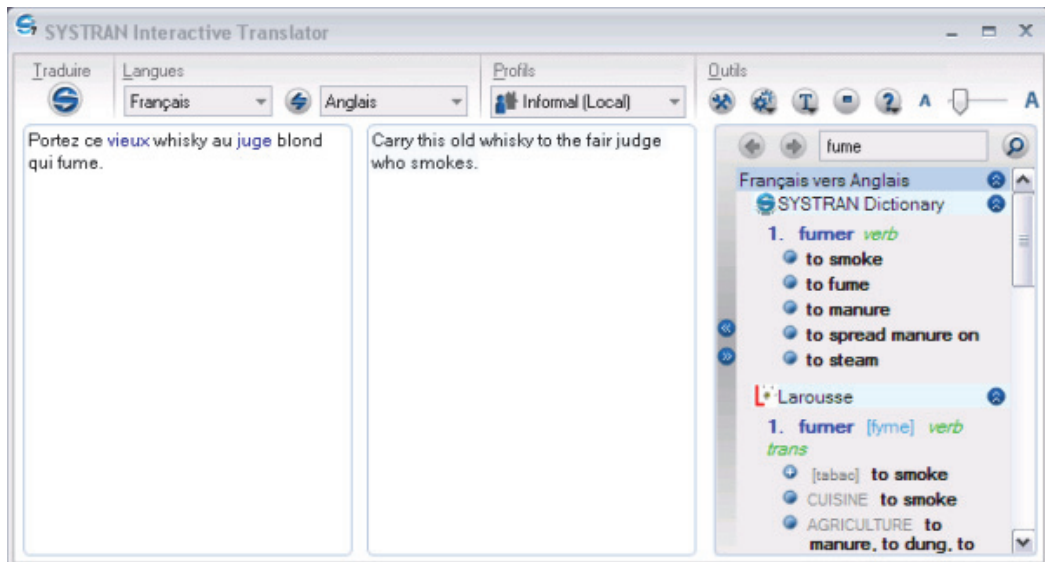 SYSTRAN Interactive Translator
Traduire
Langues
Profils
Outils
Français
Anglais
Informal (Local)
A
A
Portez ce vieux whisky au juge blond
qui fume.
Carry this old whisky to the fair judge
who smokes.
fume
Français vers Anglais
SYSTRAN Dictionary
1. fumer verb
to smoke
to fume
to manure
to spread manure on
to steam
Larousse
1. fumer [fyme] verb
trans
[tabac] to smoke
CUISINE to smoke
AGRICULTURE to
manure, to dung, to